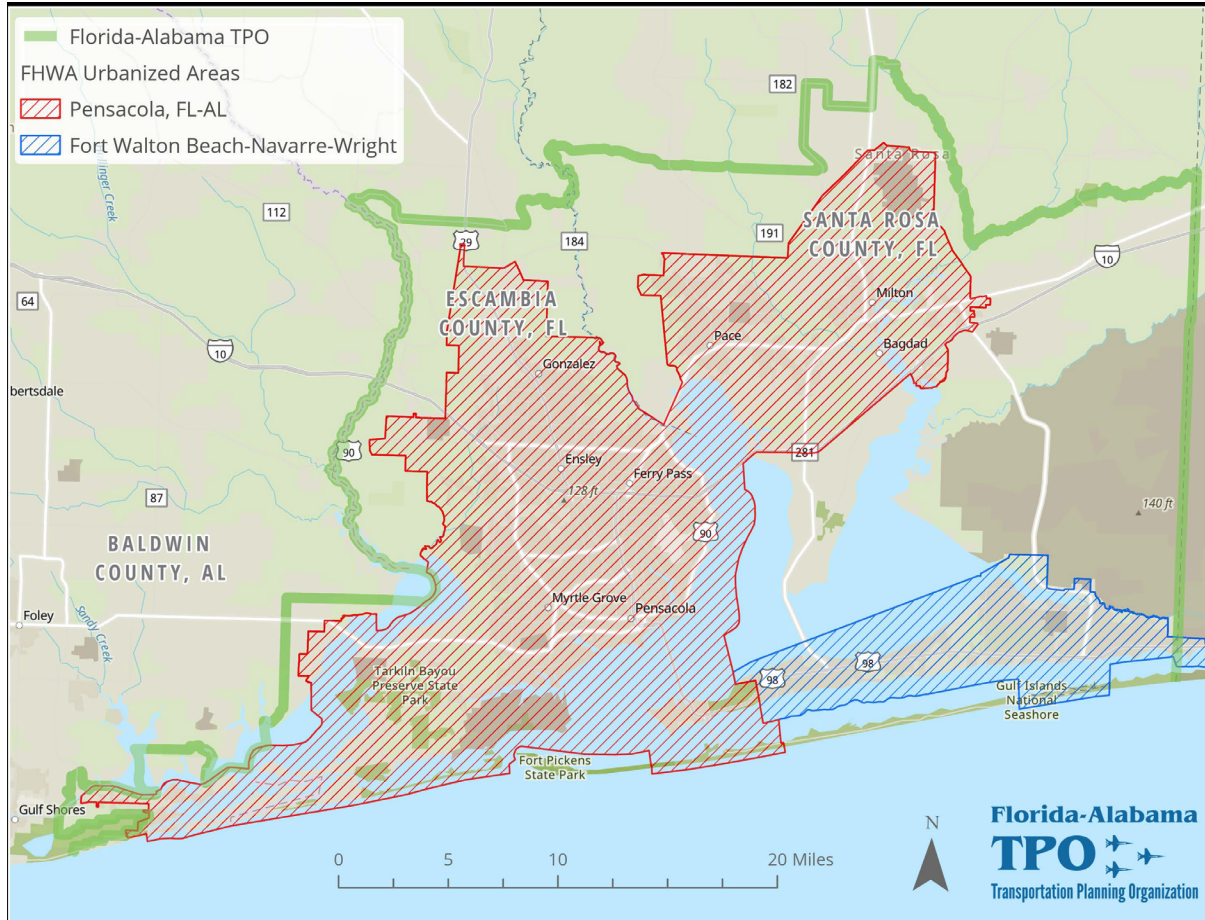 Florida-Alabama TPO
FHWA Urbanized Areas
Pensacola, FL-AL
Fort Walton Beach-Navarre-Wright
182
Santa Rosa
112
29
184
191
SANTA ROSA
COUNTY, FL
10
64
ESCAMBIA
COUNTY, FL
Milton
10
Pace
Bagdad
Gonzalez
bertsdale
90
281
Ensley
Ferry Pass
87
128 ft
140 ft
90
BALDWIN
COUNTY, AL
Foley
Sandy Creek
Myrtle Grove
Pensacola
98
98
Tarkiln Bayou
Preserve State
Park
Gulf Islands
National
Seashore
Fort Pickens
State Park
Gulf Shores
N
0 5 10 20 Miles
Florida-Alabama
TPO
Transportation Planning Organization